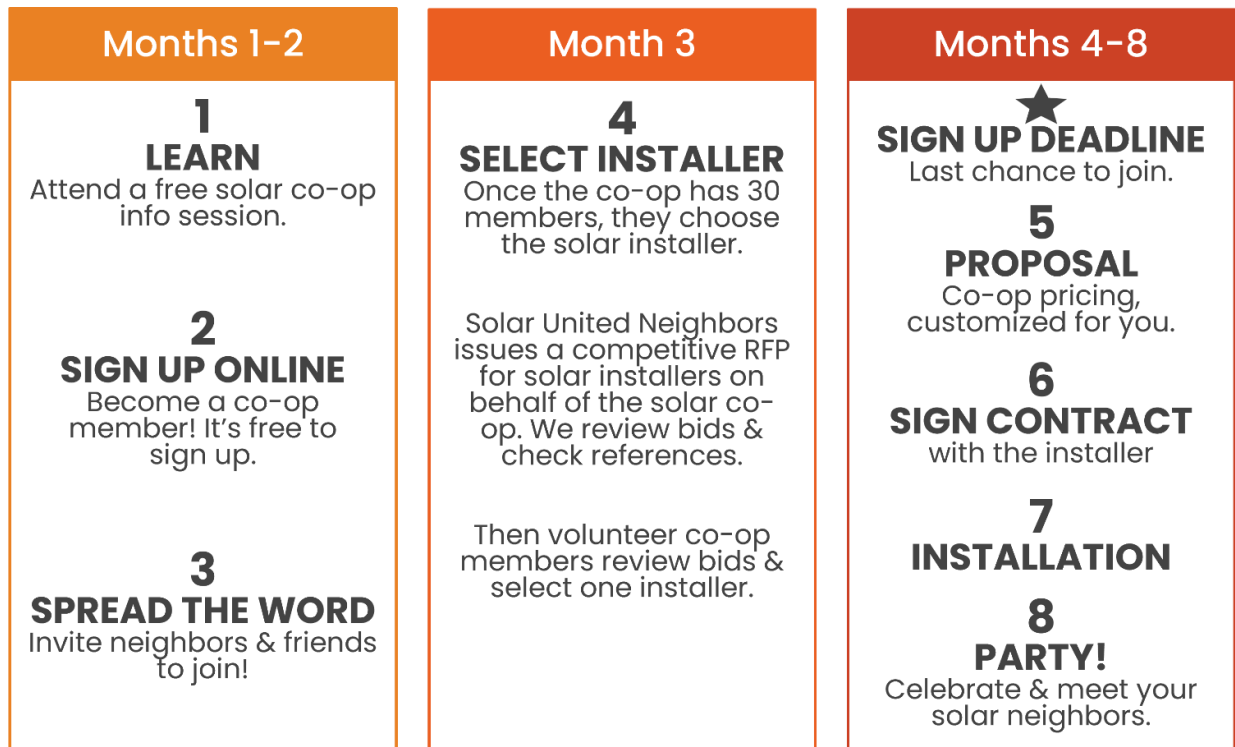 Months 1-2
1
LEARN
Attend a free solar co-op
info session.
2
SIGN UP ONLINE
Become a co-op
member! It’s free to
sign up.
3
SPREAD THE WORD
Invite neighbors & friends
to join!
Month 3
4
SELECT INSTALLER
Once the co-op has 30
members, they choose
the solar installer.
Solar United Neighbors
issues a competitive RFP
for solar installers on
behalf of the solar co-
op. We review bids &
check references.
Then volunteer co-op
members review bids &
select one installer.
Months 4-8
SIGN UP DEADLINE
Last chance to join.
5
PROPOSAL
Co-op pricing,
customized for you.
6
SIGN CONTRACT
with the installer
7
INSTALLATION
8
PARTY!
Celebrate & meet your
solar neighbors.